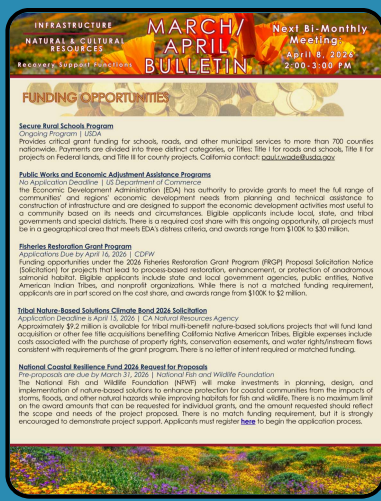 INFRASTRUCTURE
NATURAL & CULTURAL
RESOURCES
Recovery Support Functions
MARCH/
APRIL
BULLETIN
Next Bi-Monthly
Meeting:
April 8, 2026
2:00-3:00 PM
FUNDING OPPORTUNITIES
Secure Rural Schools Program
Ongoing Program | USDA
Provides critical grant funding for schools, roads, and other municipal services to more than 700 counties
nationwide. Payments are divided into three distinct categories, or Titles: Title I for roads and schools, Title II for
projects on Federal lands, and Title III for county projects. California contact: paul.r.wade@usda.gov
Public Works and Economic Adjustment Assistance Programs
No Application Deadline | US Department of Commerce
The Economic Development Administration (EDA) has authority to provide grants to meet the full range of
communities' and regions' economic development needs from planning and technical assistance to
construction of infrastructure and are designed to support the economic development activities most useful to
a community based on its needs and circumstances. Eligible applicants include local, state, and tribal
governments and special districts. There is a required cost share with this ongoing opportunity, all projects must
be in a geographical area that meets EDA's distress criteria, and awards range from $100K to $30 million.
Fisheries Restoration Grant Program
Applications Due by April 16, 2026 | CDFW
Funding opportunities under the 2026 Fisheries Restoration Grant Program (FRGP) Proposal Solicitation Notice
(Solicitation) for projects that lead to process-based restoration, enhancement, or protection of anadromous
salmonid habitat. Eligible applicants include state and local government agencies, public entities, Native
American Indian Tribes, and nonprofit organizations. While there is not a matched funding requirement,
applicants are in part scored on the cost share, and awards range from $100K to $2 million.
Tribal Nature-Based Solutions Climate Bond 2026 Solicitation
Application Deadline is April 15, 2026 | CA Natural Resources Agency
Approximately $9.2 million is available for tribal multi-benefit nature-based solutions projects that will fund land
acquisition or other fee title acquisitions benefiting California Native American Tribes. Eligible expenses include
costs associated with the purchase of property rights, conservation easements, and water rights/instream flows
consistent with requirements of the grant program. There is no letter of intent required or matched funding.
National Coastal Resilience Fund 2026 Request for Proposals
Pre-proposals are due by March 31, 2026 | National Fish and Wildlife Foundation
The National Fish and Wildlife Foundation (NFWF) will make investments in planning, design, and
implementation of nature-based solutions to enhance protection for coastal communities from the impacts of
storms, floods, and other natural hazards while improving habitats for fish and wildlife. There is no maximum limit
on the award amounts that can be requested for individual grants, and the amount requested should reflect
the scope and needs of the project proposed. There is no match funding requirement, but it is strongly
encouraged to demonstrate project support. Applicants must register here to begin the application process.